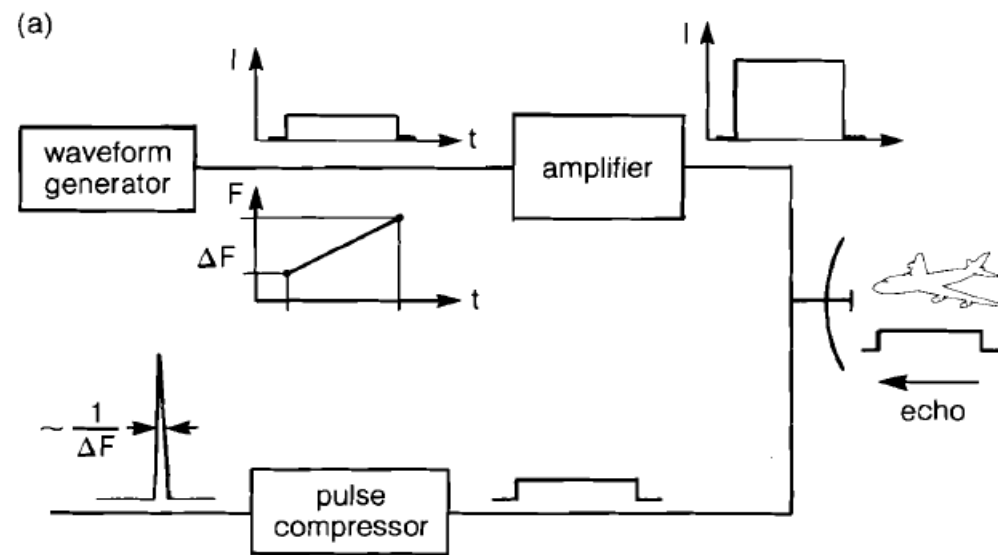 (a)
I
t
waveform
generator
F
ΔF
t
amplifier
I
echo
~ 1
ΔF
pulse
compressor